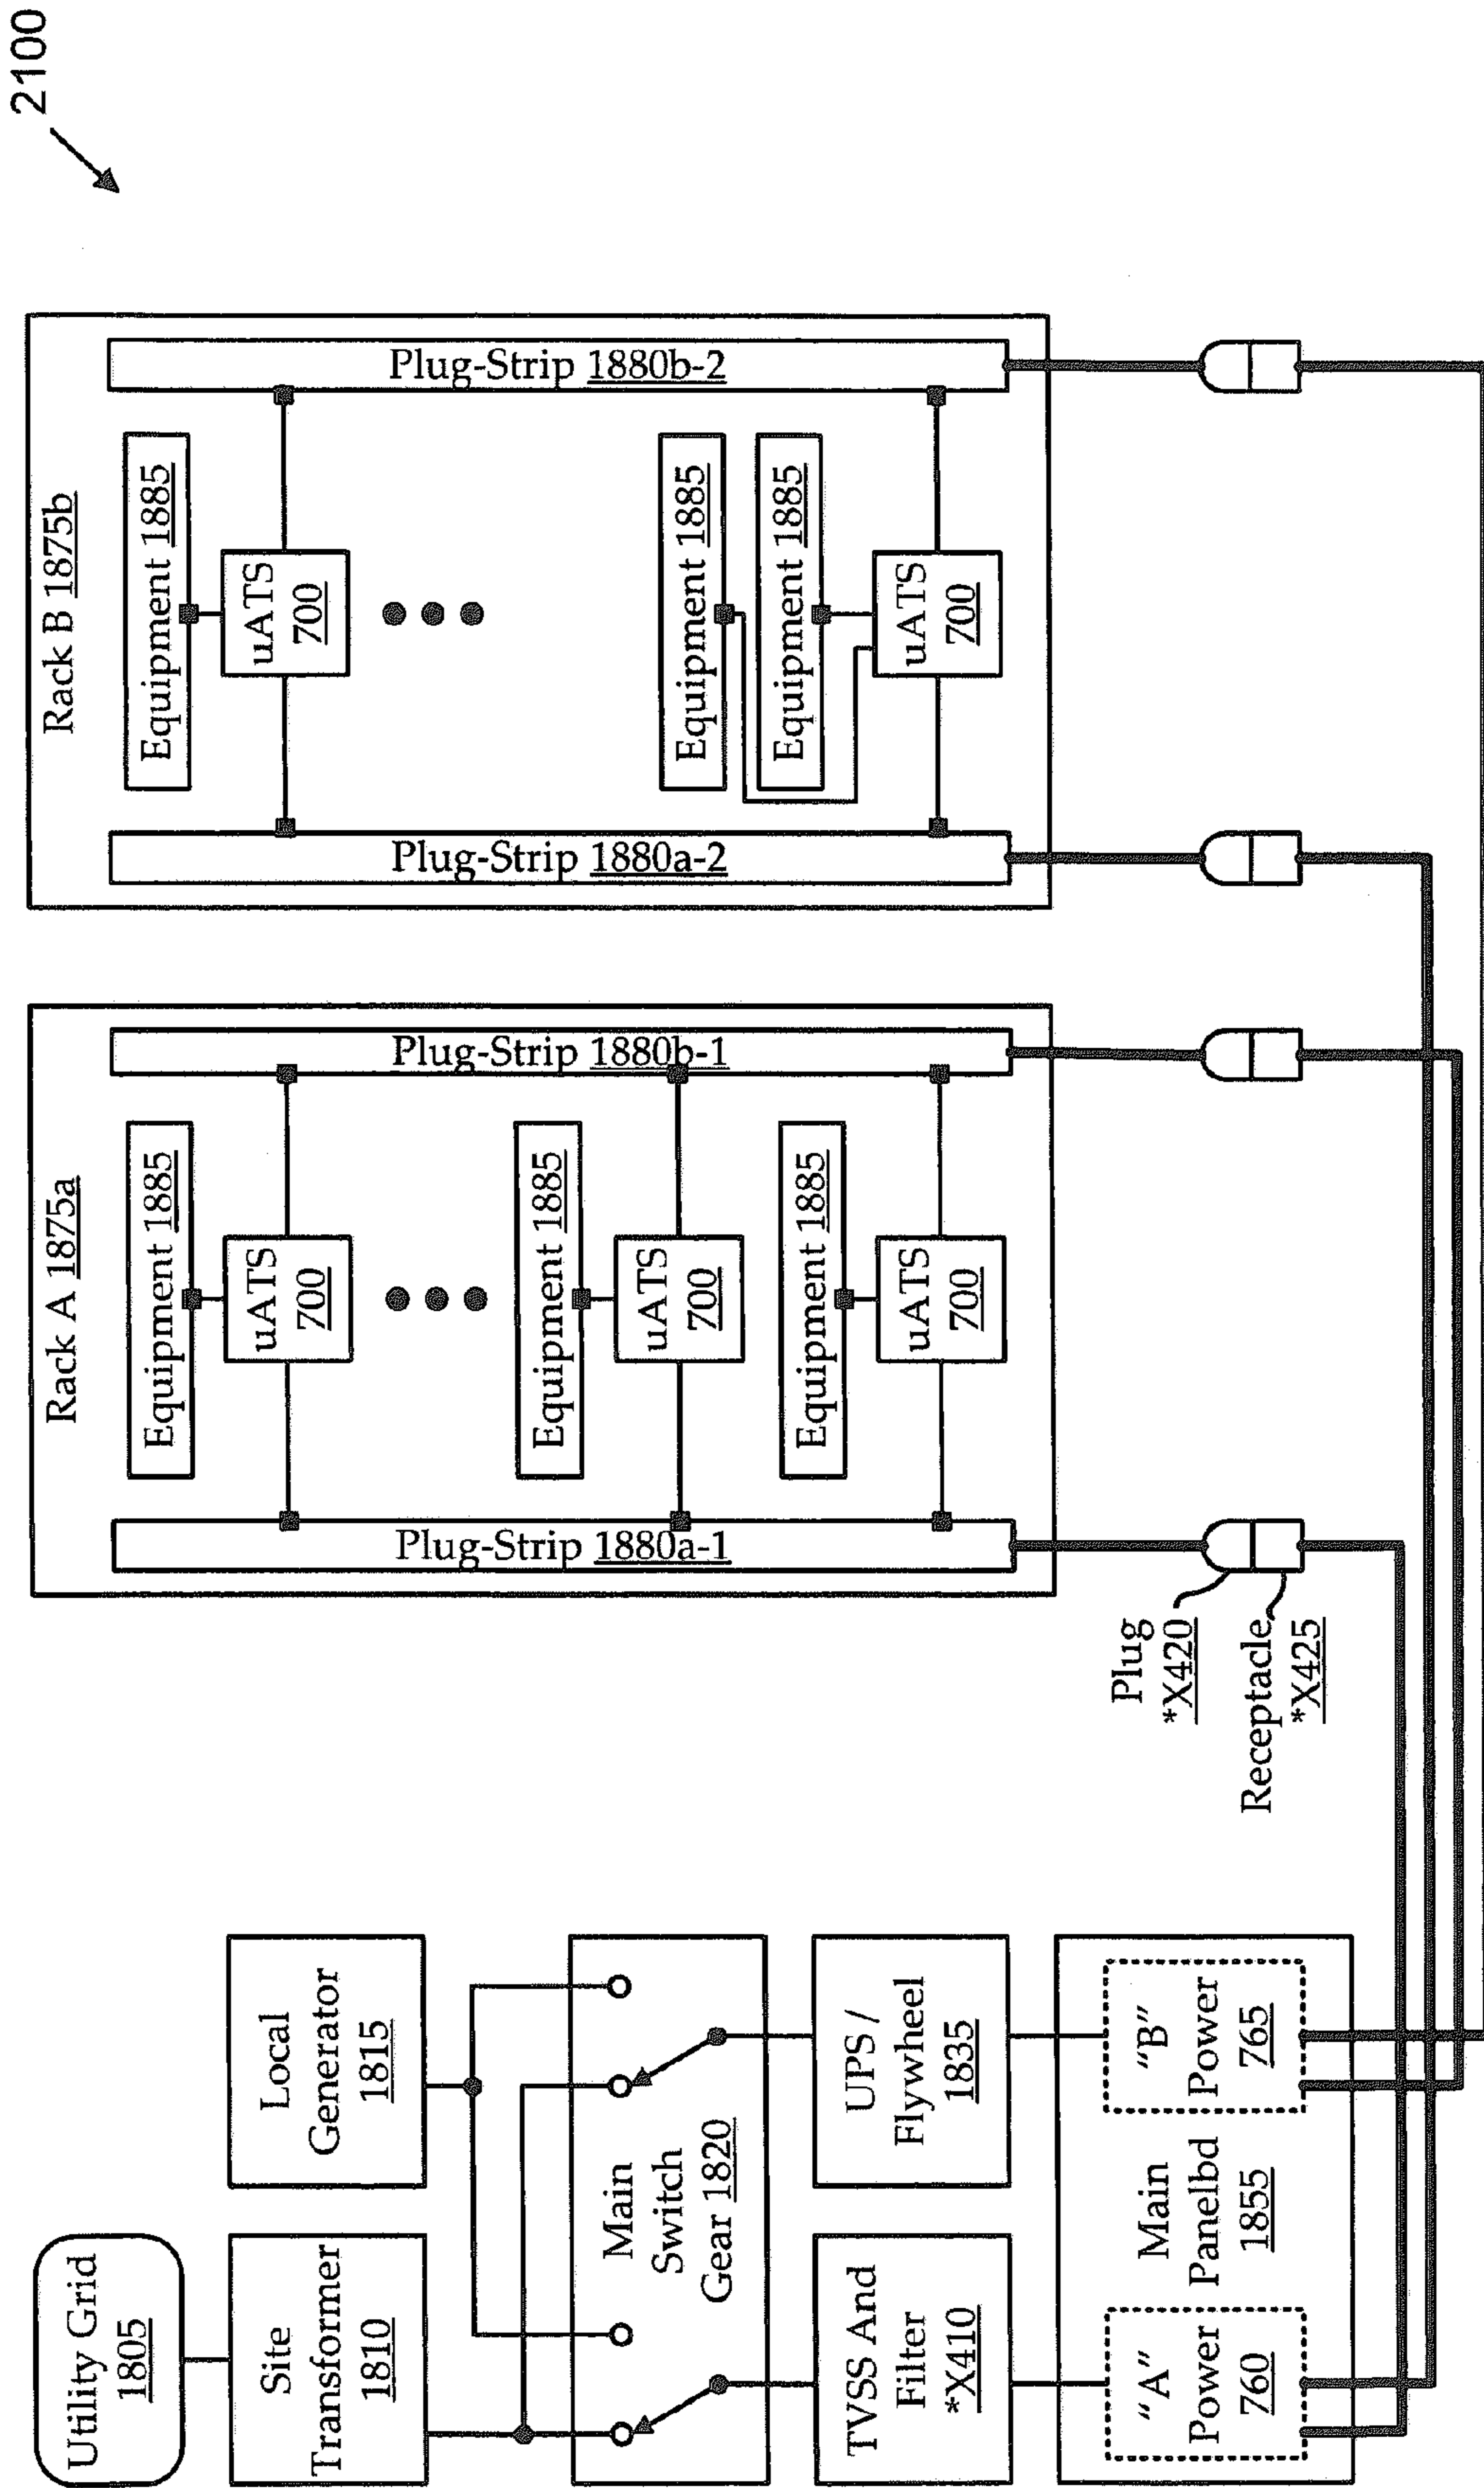 2100
Utility Grid
1805
Site
Transformer
1810
Local
Generator
1815
Main
Switch
Gear 1820
TVSS And
Filter
*X410
UPS /
Flywheel
1835
"A"
Power
760
Main
Panelbd
1855
"B"
Power
765
Plug
*X420
Receptacle
*X425
Rack A 1875a
Plug-Strip 1880a-1
Equipment 1885
uATS
700
Equipment 1885
uATS
700
Equipment 1885
uATS
700
Plug-Strip 1880b-1
Rack B 1875b
Plug-Strip 1880a-2
Equipment 1885
uATS
700
Equipment 1885
Equipment 1885
uATS
700
Plug-Strip 1880b-2